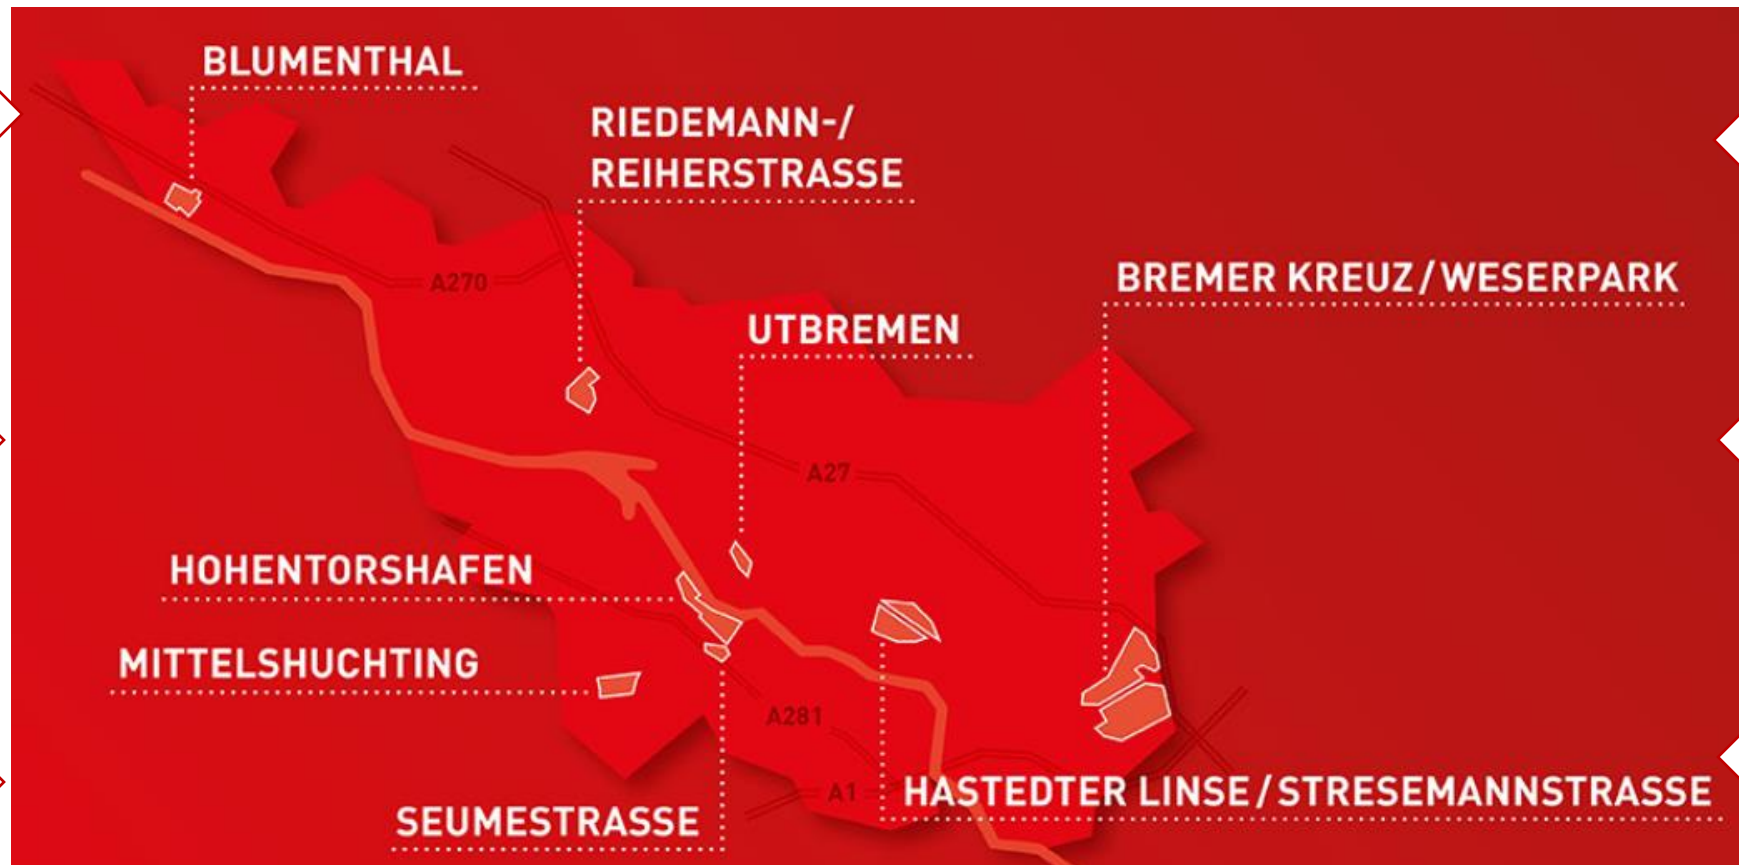 BLUMENTHAL
RIEDEMANN-/
REIHERSTRASSE
BREMER KREUZ/WESERPARK
A270
UTBREMEN
A27
HOHENTORSHAFEN
MITTELSHUCHTING
A281
A1
HASTEDTER LINSE/STRESEMANNSTRASSE
SEUMESTRASSE